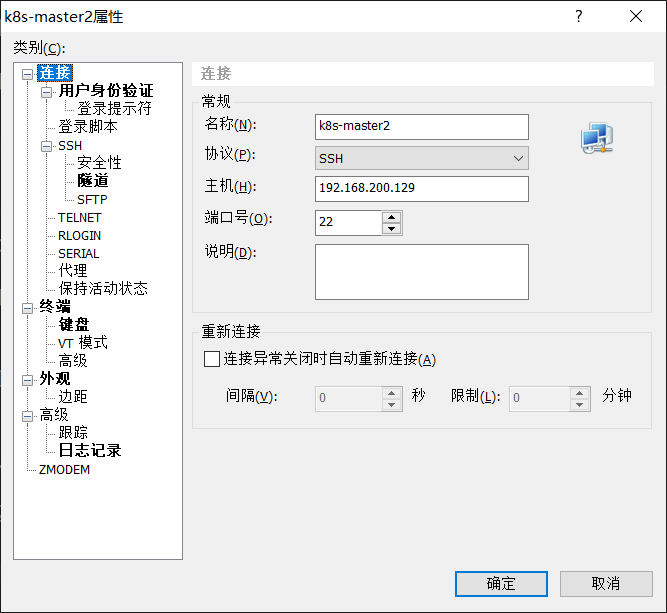 k8s-master2属性
类别(C):
连接
用户身份验证
登录提示符
登录脚本
SSH
安全性
隧道
SFTP
TELNET
RLOGIN
SERIAL
代理
保持活动状态
终端
键盘
VT 模式
高级
外观
边距
高级
跟踪
日志记录
ZMODEM
连接
常规
名称(N): k8s-master2
协议(P): SSH
主机(H): 192.168.200.129
端口号(O): 22
说明(D):
重新连接
连接异常关闭时自动重新连接(A)
间隔(V): 0 秒 限制(L): 0 分钟
确定 取消